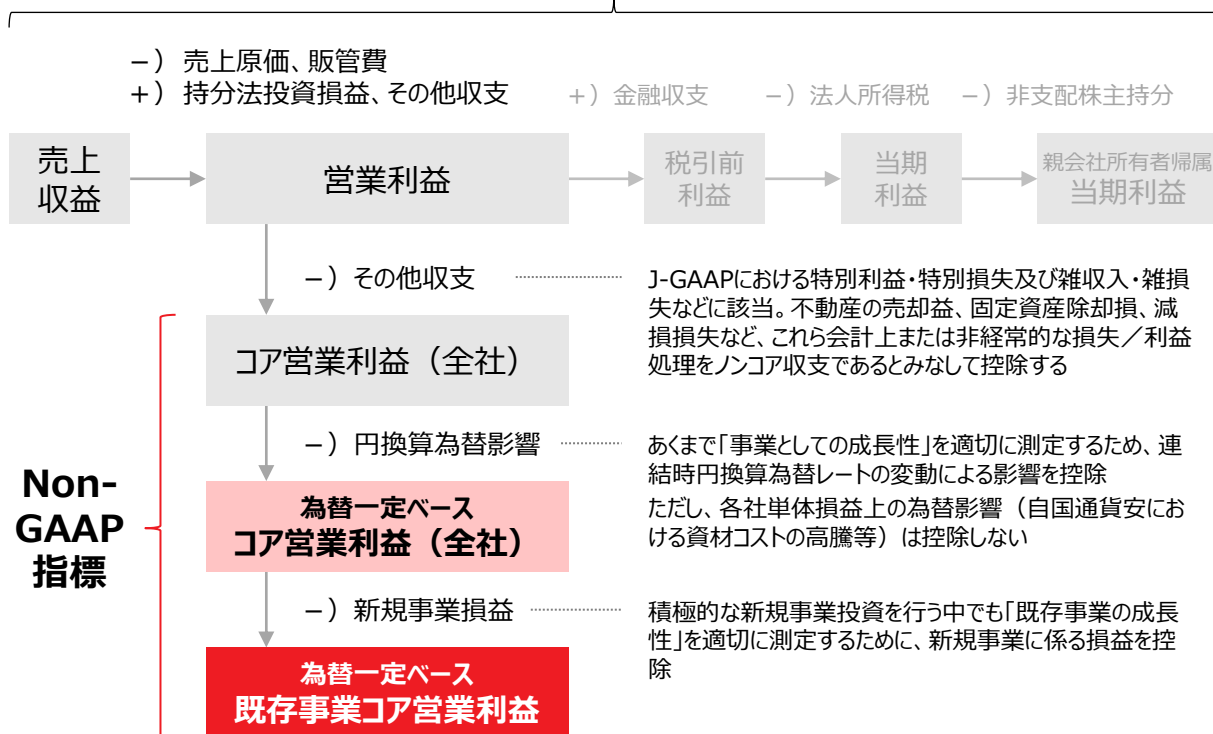 －）売上原価、販管費
＋）持分法投資損益、その他収支
＋）金融収支
－）法人所得税
－）非支配株主持分
売上
収益
営業利益
税引前
利益
当期
利益
親会社所有者帰属
当期利益
－）その他収支
J-GAAPにおける特別利益・特別損失及び雑収入・雑損
失などに該当。不動産の売却益、固定資産除却損、減
損損失など、これら会計上または非経常的な損失／利益
処理をノンコア収支であるとみなして控除する
コア営業利益（全社）
－）円換算為替影響
あくまで「事業としての成長性」を適切に測定するため、連
結時円換算為替レートの変動による影響を控除
ただし、各社単体損益上の為替影響（自国通貨安にお
ける資材コストの高騰等）は控除しない
Non-
GAAP
指標
為替一定ベース
コア営業利益（全社）
－）新規事業損益
積極的な新規事業投資を行う中でも「既存事業の成長
性」を適切に測定するために、新規事業に係る損益を控
除
為替一定ベース
既存事業コア営業利益